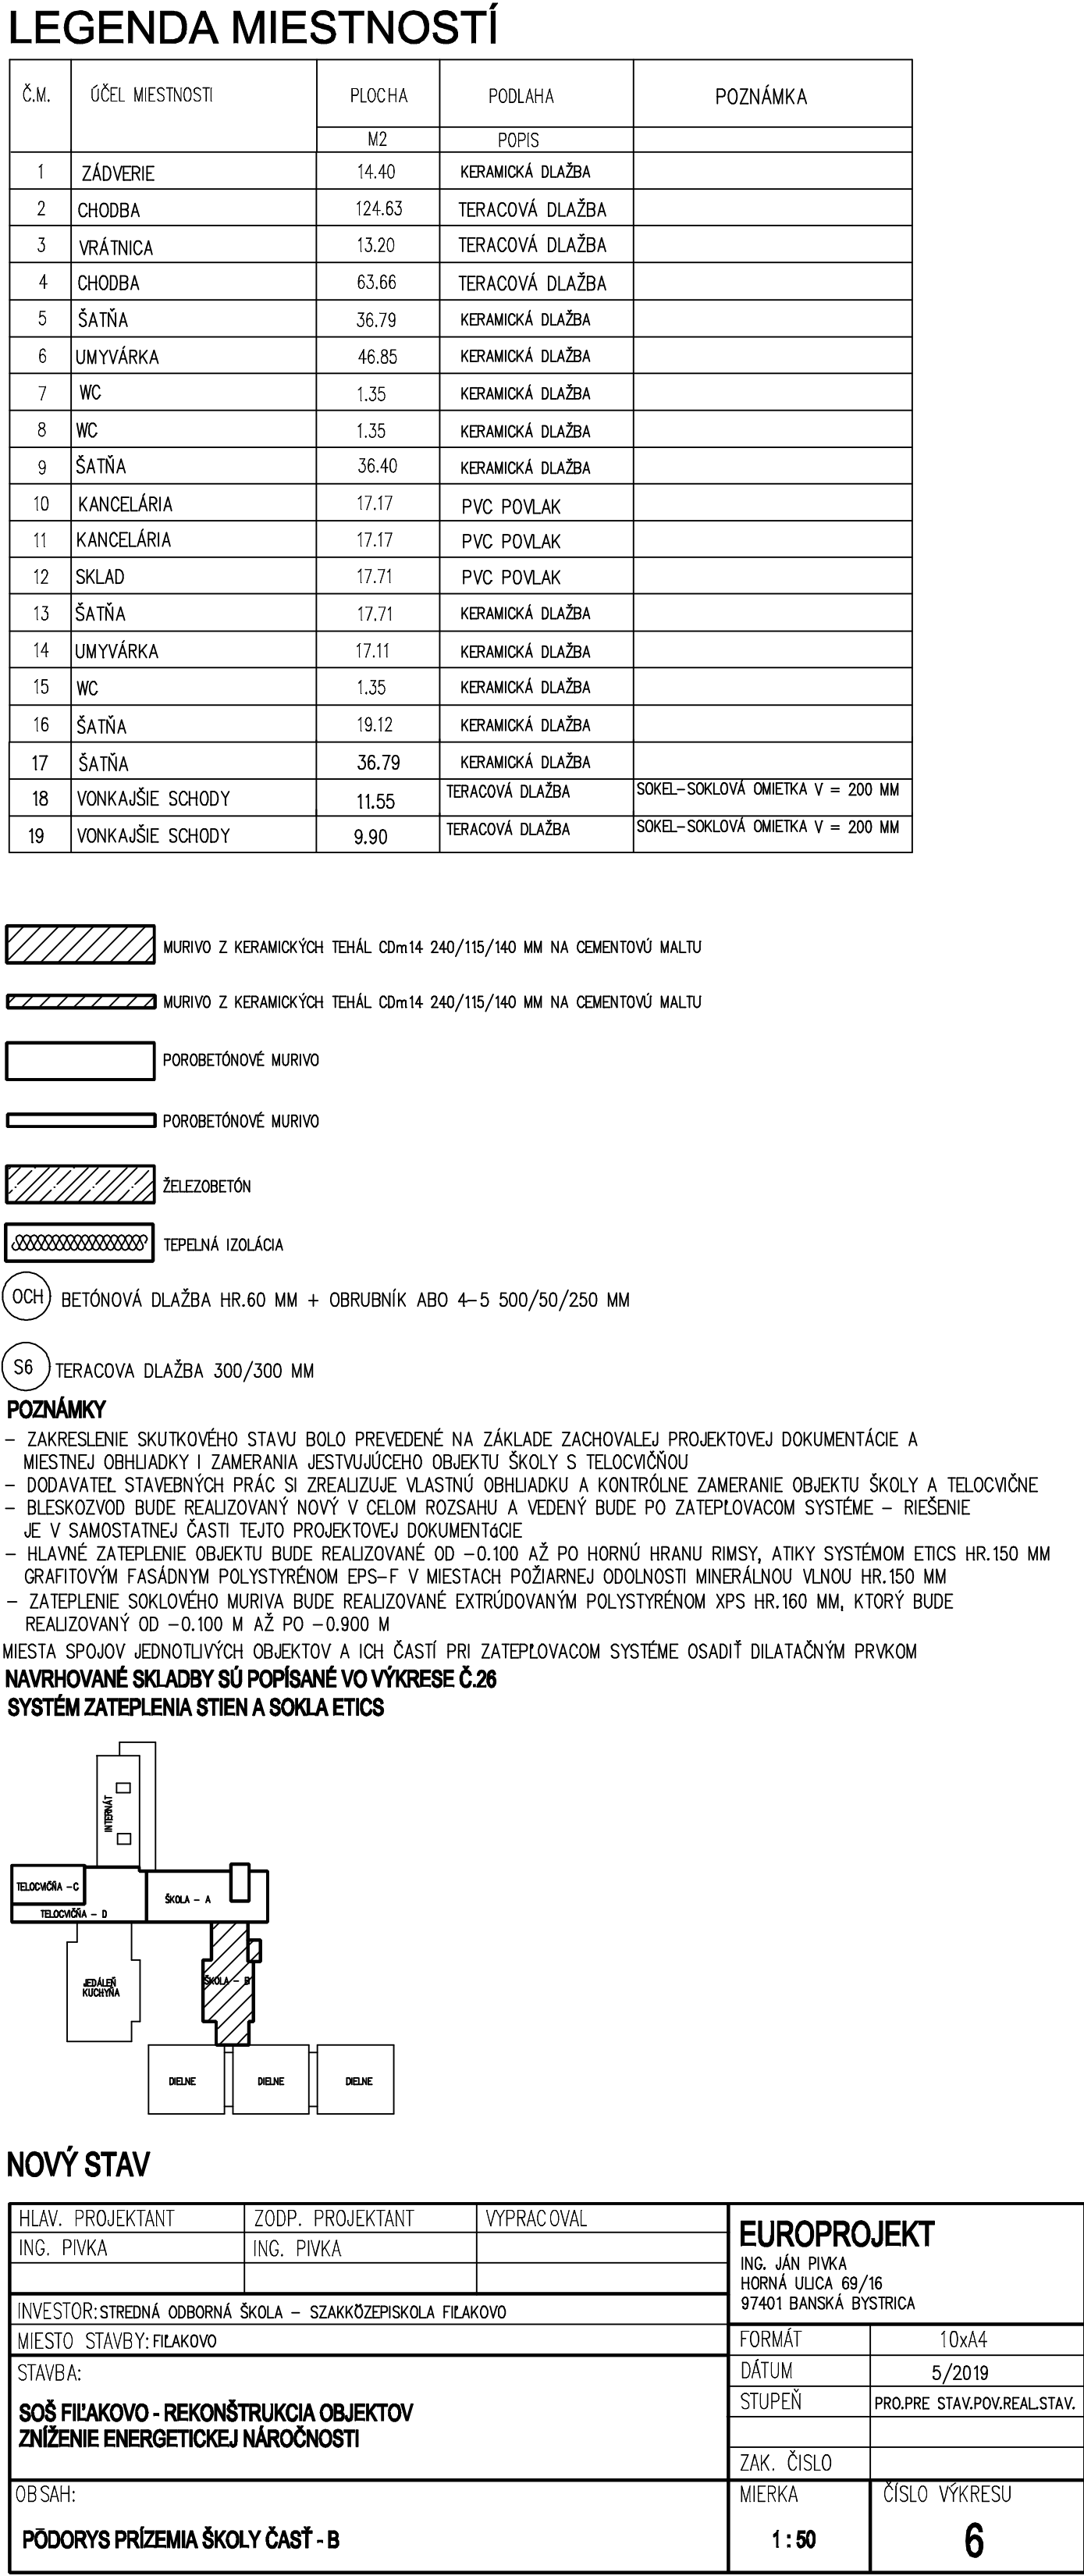 LEGENDA MIESTNOSTÍ
Č.M. ÚČEL MIESTNOSTI PLOCHA PODLAHA POZNÁMKA
M2 POPIS
1 ZÁDVERIE 14.40 KERAMICKÁ DLAŽBA
2 CHODBA 124.63 TERACOVÁ DLAŽBA
3 VRÁTNICA 13.20 TERACOVÁ DLAŽBA
4 CHODBA 63.66 TERACOVÁ DLAŽBA
5 ŠATŇA 36.79 KERAMICKÁ DLAŽBA
6 UMYVÁRKA 46.85 KERAMICKÁ DLAŽBA
7 WC 1.35 KERAMICKÁ DLAŽBA
8 WC 1.35 KERAMICKÁ DLAŽBA
9 ŠATŇA 36.40 KERAMICKÁ DLAŽBA
10 KANCELÁRIA 17.17 PVC POVLAK
11 KANCELÁRIA 17.17 PVC POVLAK
12 SKLAD 17.71 PVC POVLAK
13 ŠATŇA 17.71 KERAMICKÁ DLAŽBA
14 UMYVÁRKA 17.11 KERAMICKÁ DLAŽBA
15 WC 1.35 KERAMICKÁ DLAŽBA
16 ŠATŇA 19.12 KERAMICKÁ DLAŽBA
17 ŠATŇA 36.79 KERAMICKÁ DLAŽBA
18 VONKAJŠIE SCHODY 11.55 TERACOVÁ DLAŽBA SOKEL-SOKLOVÁ OMIETKA V = 200 MM
19 VONKAJŠIE SCHODY 9.90 TERACOVÁ DLAŽBA SOKEL-SOKLOVÁ OMIETKA V = 200 MM
MURIVO Z KERAMICKÝCH TEHÁL CDm14 240/115/140 MM NA CEMENTOVÚ MALTU
MURIVO Z KERAMICKÝCH TEHÁL CDm14 240/115/140 MM NA CEMENTOVÚ MALTU
POROBETÓNOVÉ MURIVO
POROBETÓNOVÉ MURIVO
ŽELEZOBETÓN
TEPELNÁ IZOLÁCIA
OCH BETÓNOVÁ DLAŽBA HR.60 MM + OBRUBNÍK ABO 4-5 500/50/250 MM
S6 TERACOVA DLAŽBA 300/300 MM
POZNÁMKY
- ZAKRESLENIE SKUTKOVÉHO STAVU BOLO PREVEDENÉ NA ZÁKLADE ZACHOVALEJ PROJEKTOVEJ DOKUMENTÁCIE A
MIESTNEJ OBHLIADKY I ZAMERANIA JESTVUJÚCEHO OBJEKTU ŠKOLY S TELOCVIČŇOU
- DODAVATEĽ STAVEBNÝCH PRÁC SI ZREALIZUJE VLASTNÚ OBHLIADKU A KONTRÓLNE ZAMERANIE OBJEKTU ŠKOLY A TELOCVIČNE
- BLESKOZVOD BUDE REALIZOVANÝ NOVÝ V CELOM ROZSAHU A VEDENÝ BUDE PO ZATEPĽOVACOM SYSTÉME - RIEŠENIE
JE V SAMOSTATNEJ ČASTI TEJTO PROJEKTOVEJ DOKUMENTáCIE
- HLAVNÉ ZATEPLENIE OBJEKTU BUDE REALIZOVANÉ OD -0.100 AŽ PO HORNÚ HRANU RIMSY, ATIKY SYSTÉMOM ETICS HR.150 MM
GRAFITOVÝM FASÁDNYM POLYSTYRÉNOM EPS-F V MIESTACH POŽIARNEJ ODOLNOSTI MINERÁLNOU VLNOU HR.150 MM
- ZATEPLENIE SOKLOVÉHO MURIVA BUDE REALIZOVANÉ EXTRÚDOVANÝM POLYSTYRÉNOM XPS HR.160 MM, KTORÝ BUDE
REALIZOVANÝ OD -0.100 M AŽ PO -0.900 M
MIESTA SPOJOV JEDNOTLIVÝCH OBJEKTOV A ICH ČASTÍ PRI ZATEPĽOVACOM SYSTÉME OSADIŤ DILATAČNÝM PRVKOM
NAVRHOVANÉ SKLADBY SÚ POPÍSANÉ VO VÝKRESE Č.26
SYSTÉM ZATEPLENIA STIEN A SOKLA ETICS
INTERNÁT
TELOCVIČŇA -C
ŠKOLA - A
TELOCVIČŇA - D
ŠKOLA - B
JEDÁLEŇ
KUCHYŇA
DIELNE DIELNE DIELNE
NOVÝ STAV
HLAV. PROJEKTANT ZODP. PROJEKTANT VYPRACOVAL
ING. PIVKA ING. PIVKA
EUROPROJEKT
ING. JÁN PIVKA
HORNÁ ULICA 69/16
97401 BANSKÁ BYSTRICA
INVESTOR: STREDNÁ ODBORNÁ ŠKOLA - SZAKKÖZEPISKOLA FIĽAKOVO
MIESTO STAVBY: FIĽAKOVO
FORMÁT 10xA4
DÁTUM 5/2019
STUPEŇ PRO.PRE STAV.POV.REAL.STAV.
ZAK. ČISLO
STAVBA:
SOŠ FIĽAKOVO - REKONŠTRUKCIA OBJEKTOV
ZNÍŽENIE ENERGETICKEJ NÁROČNOSTI
OBSAH:
PÔDORYS PRÍZEMIA ŠKOLY ČASŤ - B
MIERKA ČÍSLO VÝKRESU
1 : 50 6